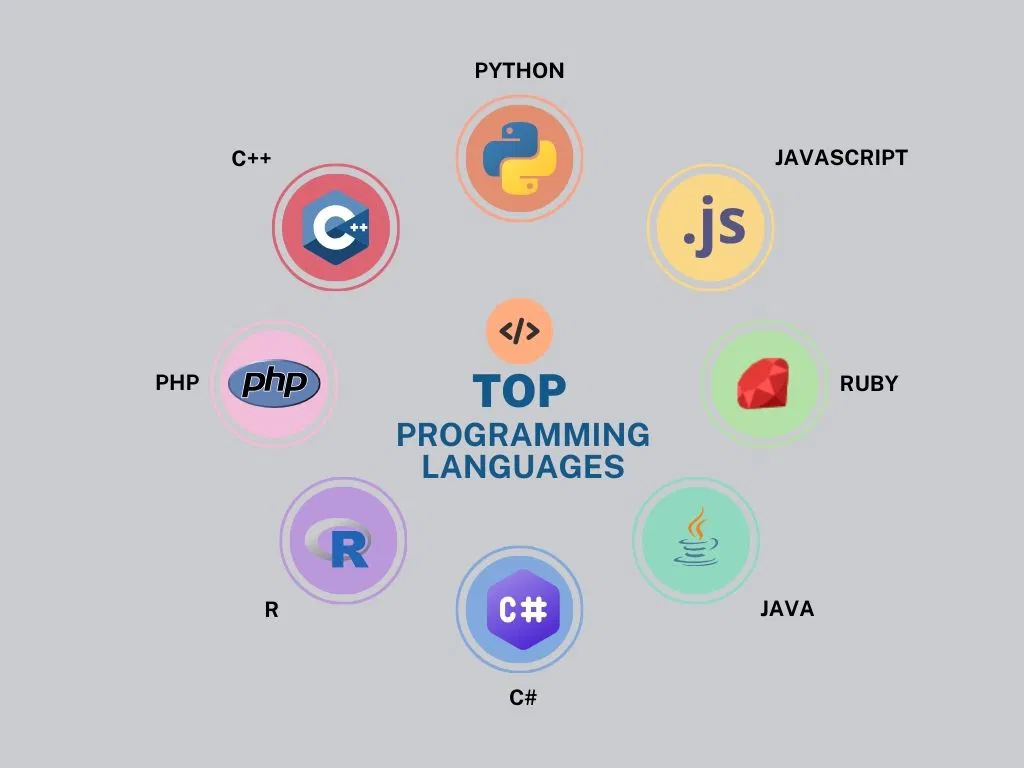 PYTHON
C++
JAVASCRIPT
C++
.js
</>
TOP
PROGRAMMING
LANGUAGES
PHP
php
RUBY
R
C#
R
JAVA
C#